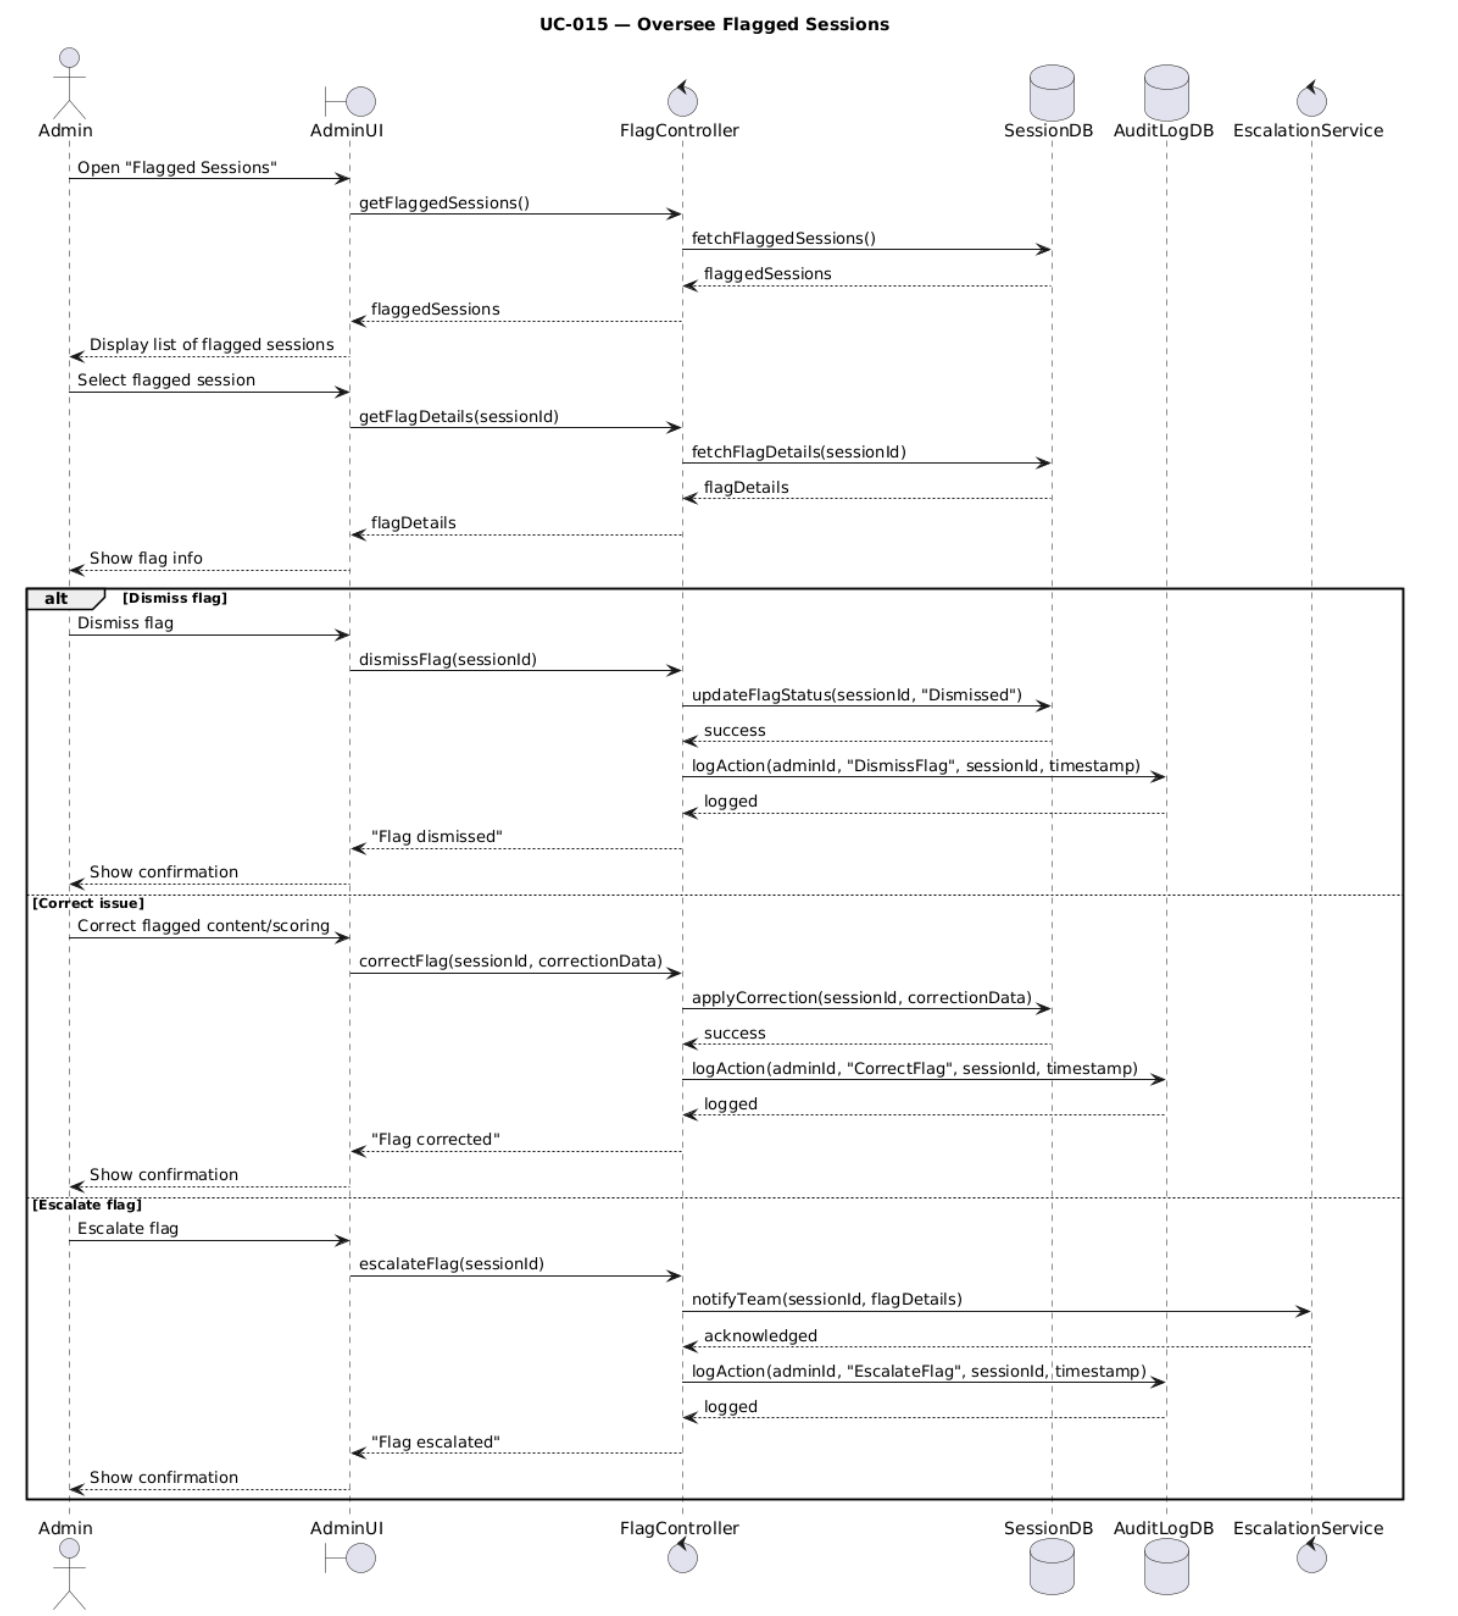 UC-015 — Oversee Flagged Sessions
Admin
AdminUI
FlagController
SessionDB
AuditLogDB
EscalationService
Open "Flagged Sessions"
getFlaggedSessions()
fetchFlaggedSessions()
flaggedSessions
flaggedSessions
Display list of flagged sessions
Select flagged session
getFlagDetails(sessionId)
fetchFlagDetails(sessionId)
flagDetails
flagDetails
Show flag info
alt [Dismiss flag]
Dismiss flag
dismissFlag(sessionId)
updateFlagStatus(sessionId, "Dismissed")
success
logAction(adminId, "DismissFlag", sessionId, timestamp)
logged
"Flag dismissed"
Show confirmation
[Correct issue]
Correct flagged content/scoring
correctFlag(sessionId, correctionData)
applyCorrection(sessionId, correctionData)
success
logAction(adminId, "CorrectFlag", sessionId, timestamp)
logged
"Flag corrected"
Show confirmation
[Escalate flag]
Escalate flag
escalateFlag(sessionId)
notifyTeam(sessionId, flagDetails)
acknowledged
logAction(adminId, "EscalateFlag", sessionId, timestamp)
logged
"Flag escalated"
Show confirmation
Admin
AdminUI
FlagController
SessionDB
AuditLogDB
EscalationService